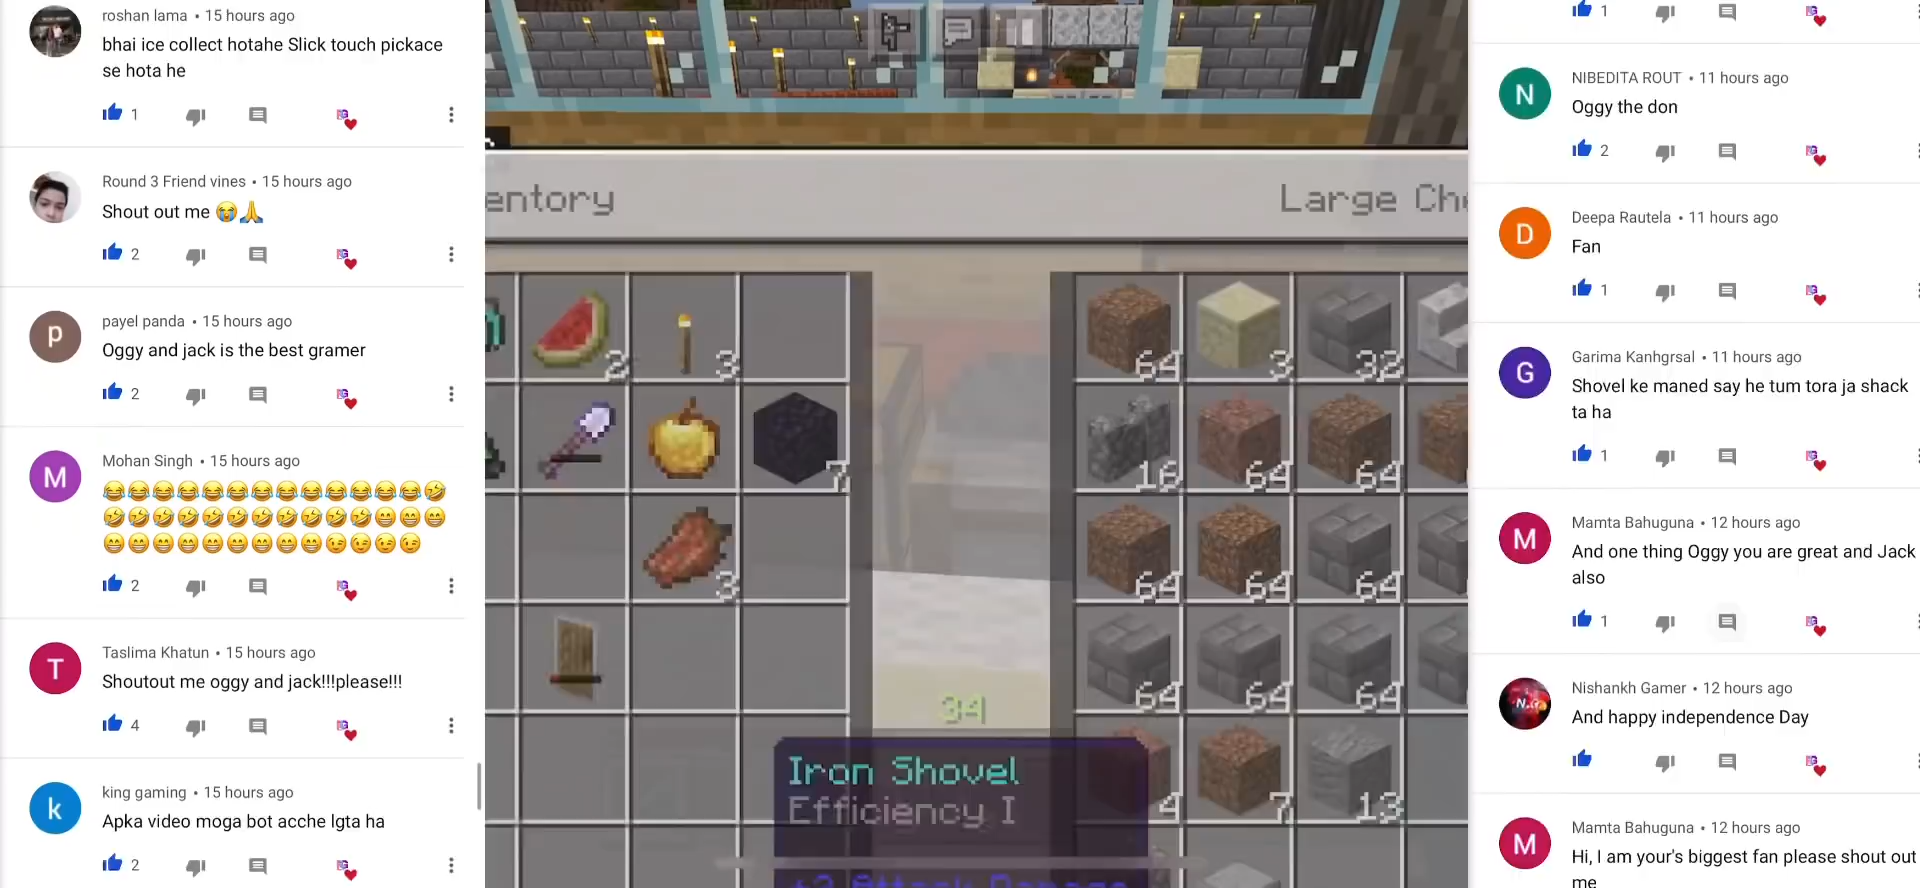 roshan lama • 15 hours ago
bhai ice collect hotahe Slick touch pickace
se hota he
1
Round 3 Friend vines • 15 hours ago
Shout out me 😭🙏
2
p
payel panda • 15 hours ago
Oggy and jack is the best gramer
2
M
Mohan Singh • 15 hours ago
😂😂😂😂😂😂😂😂😂😂😂😂😂🤣
🤣🤣🤣🤣🤣🤣🤣🤣🤣🤣🤣😁😁😁
😁😁😁😁😁😁😁😁😁😉😉😉😉
2
T
Taslima Khatun • 15 hours ago
Shoutout me oggy and jack!!!please!!!
4
k
king gaming • 15 hours ago
Apka video moga bot acche lgta ha
2
entory
Large Che
2 3
7
3
34
64 3 32
16 64 64
64 64 64
64 64 64
4 7 13
Iron Shovel
Efficiency I
+3 Attack Damage
1
N
NIBEDITA ROUT • 11 hours ago
Oggy the don
2
D
Deepa Rautela • 11 hours ago
Fan
1
G
Garima Kanhgrsal • 11 hours ago
Shovel ke maned say he tum tora ja shack
ta ha
1
M
Mamta Bahuguna • 12 hours ago
And one thing Oggy you are great and Jack
also
1
N.G
Nishankh Gamer • 12 hours ago
And happy independence Day
M
Mamta Bahuguna • 12 hours ago
Hi, I am your's biggest fan please shout out
me